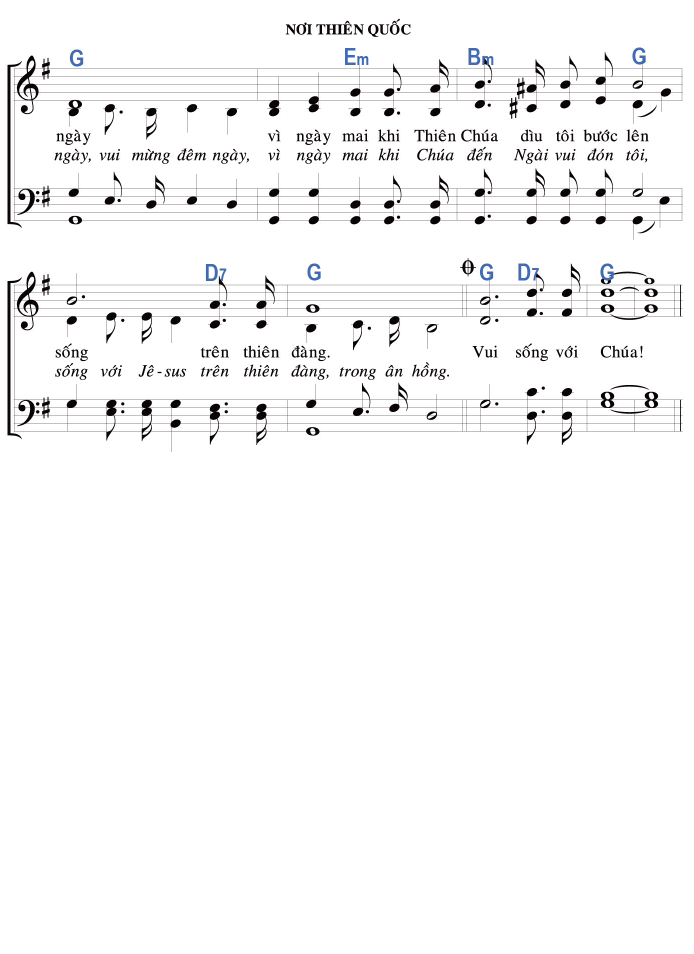 NƠI THIÊN QUỐC
G Em Bm G
ngày vì ngày mai khi Thiên Chúa dìu tôi bước lên
ngày, vui mừng đêm ngày, vì ngày mai khi Chúa đến Ngài vui đón tôi,
D7 G G D7 G
sống trên thiên đàng. Vui sống với Chúa!
sống với Jê-sus trên thiên đàng, trong ân hồng.